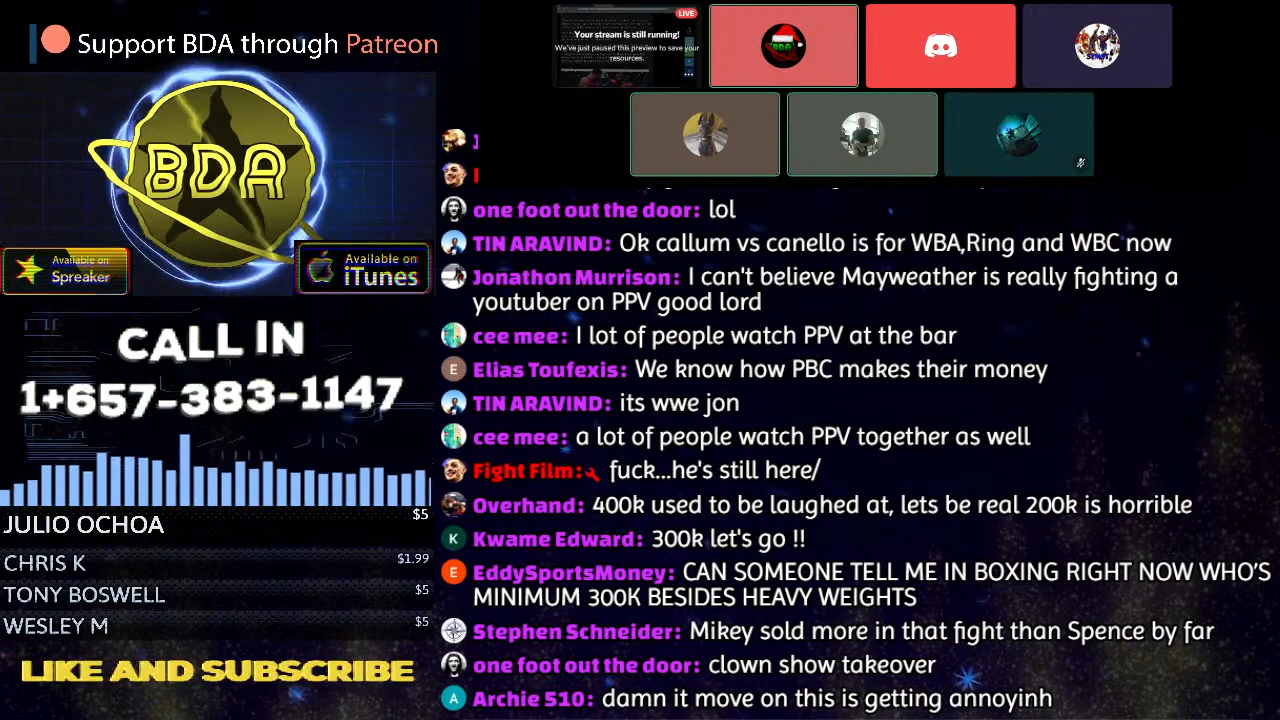 Support BDA through Patreon
BDA
Available on
Spreaker
Available on
iTunes
CALL IN
1+657-383-1147
JULIO OCHOA $5
CHRIS K $1.99
TONY BOSWELL $5
WESLEY M $5
LIKE AND SUBSCRIBE
LIVE
Your stream is still running!
We've just paused this preview to save your
resources.
BDA
one foot out the door: lol
TIN ARAVIND: Ok callum vs canello is for WBA,Ring and WBC now
Jonathon Murrison: I can't believe Mayweather is really fighting a
youtuber on PPV good lord
cee mee: I lot of people watch PPV at the bar
E Elias Toufexis: We know how PBC makes their money
TIN ARAVIND: its wwe jon
cee mee: a lot of people watch PPV together as well
Fight Film: fuck...he's still here/
Overhand: 400k used to be laughed at, lets be real 200k is horrible
K Kwame Edward: 300k let's go !!
E EddySportsMoney: CAN SOMEONE TELL ME IN BOXING RIGHT NOW WHO'S
MINIMUM 300K BESIDES HEAVY WEIGHTS
Stephen Schneider: Mikey sold more in that fight than Spence by far
one foot out the door: clown show takeover
A Archie 510: damn it move on this is getting annoyinh